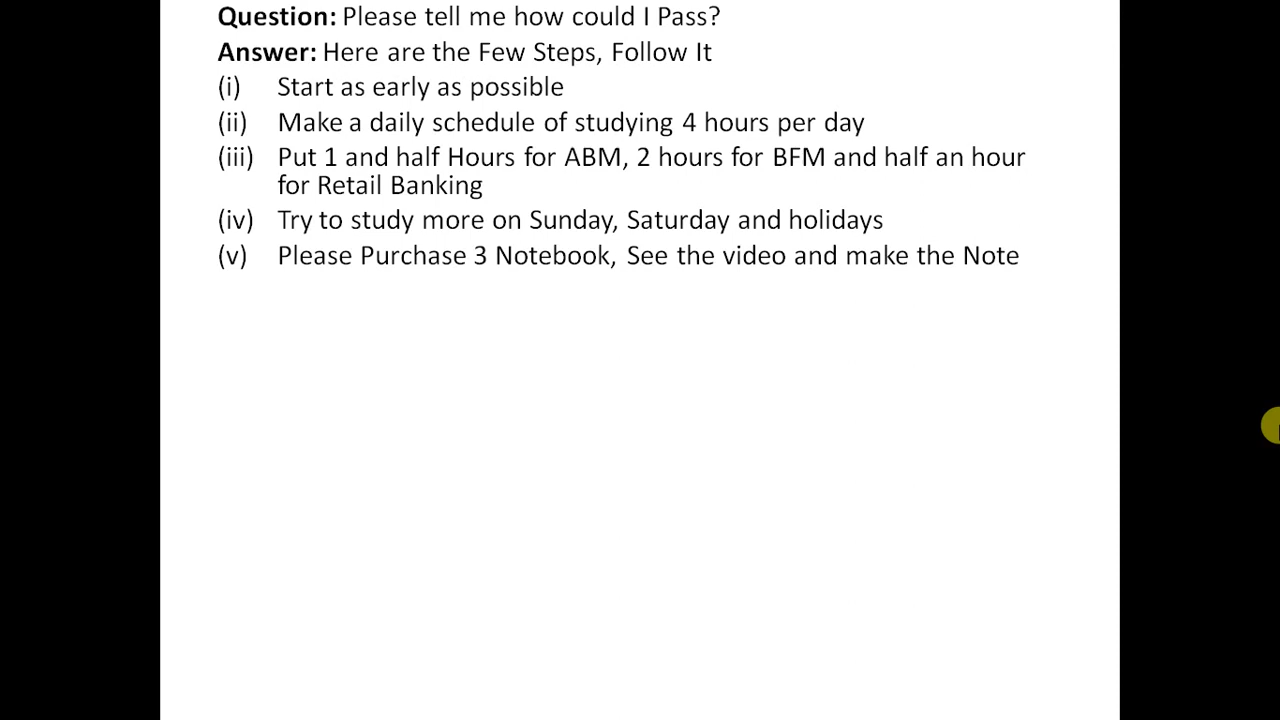 Question: Please tell me how could I Pass?
Answer: Here are the Few Steps, Follow It
(i) Start as early as possible
(ii) Make a daily schedule of studying 4 hours per day
(iii) Put 1 and half Hours for ABM, 2 hours for BFM and half an hour
for Retail Banking
(iv) Try to study more on Sunday, Saturday and holidays
(v) Please Purchase 3 Notebook, See the video and make the Note